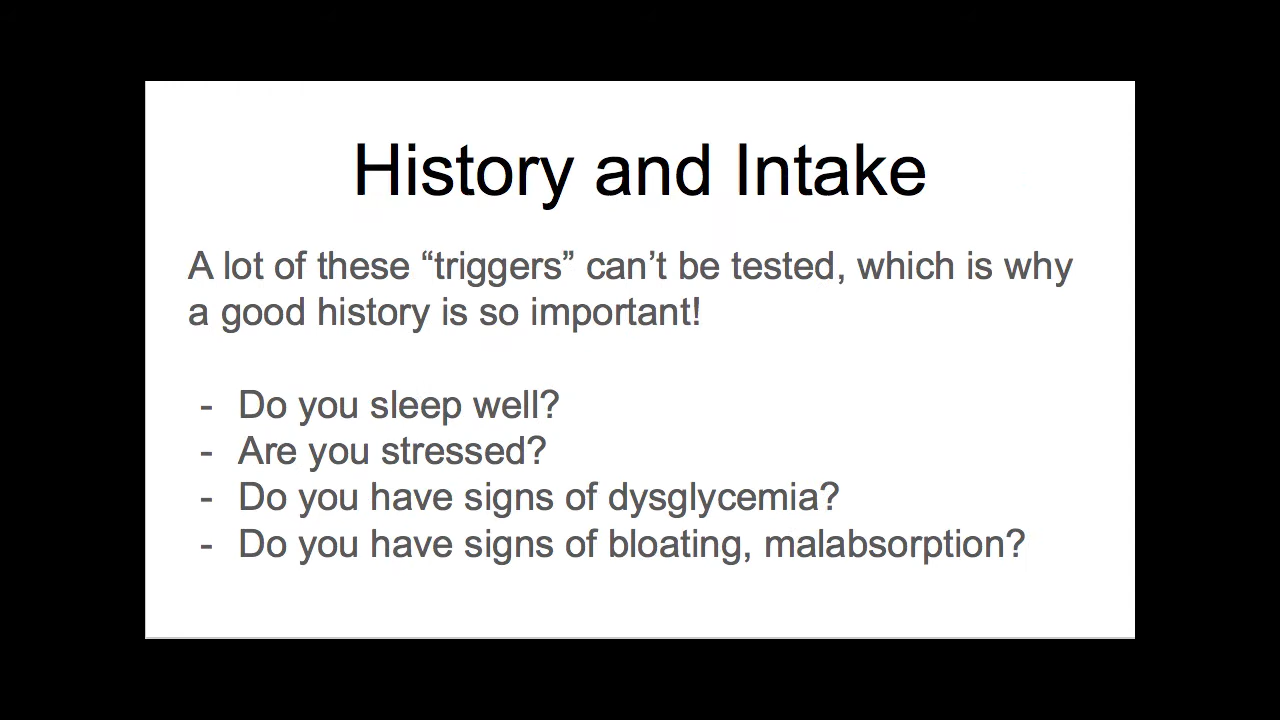 History and Intake
A lot of these “triggers” can’t be tested, which is why
a good history is so important!
- Do you sleep well?
- Are you stressed?
- Do you have signs of dysglycemia?
- Do you have signs of bloating, malabsorption?